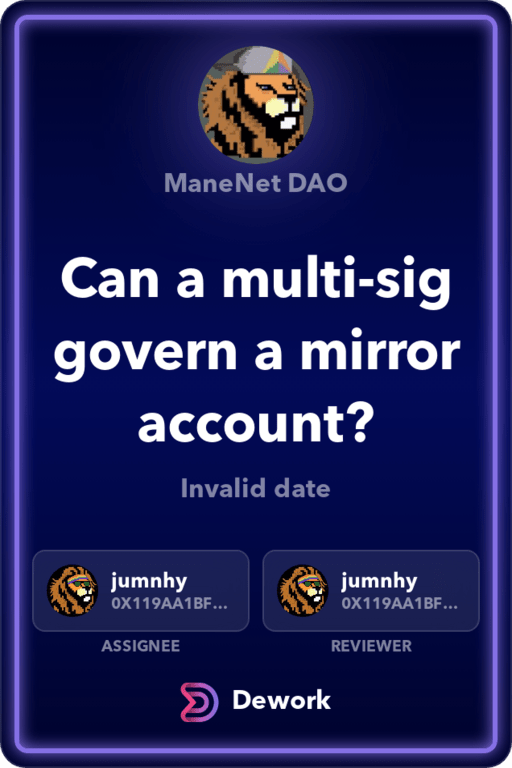 ManeNet DAO
Can a multi-sig
govern a mirror
account?
Invalid date
jumnhy
0X119AA1BF...
ASSIGNEE
jumnhy
0X119AA1BF...
REVIEWER
Dework